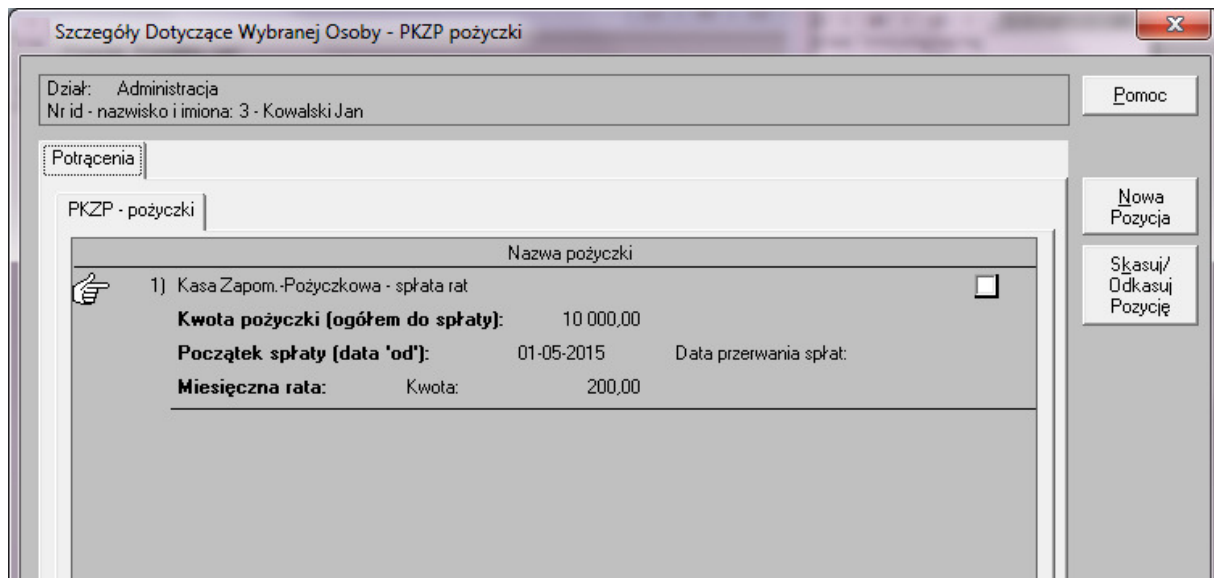 Szczegóły Dotyczące Wybranej Osoby - PKZP pożyczki
X
Dział: Administracja
Nr id - nazwisko i imiona: 3 - Kowalski Jan
Pomoc
Potrącenia
PKZP - pożyczki
Nowa
Pozycja
Nazwa pożyczki
Skasuj/
Odkasuj
Pozycję
1) Kasa Zapom.-Pożyczkowa - spłata rat
Kwota pożyczki (ogółem do spłaty): 10 000,00
Początek spłaty (data 'od'): 01-05-2015 Data przerwania spłat:
Miesięczna rata: Kwota: 200,00